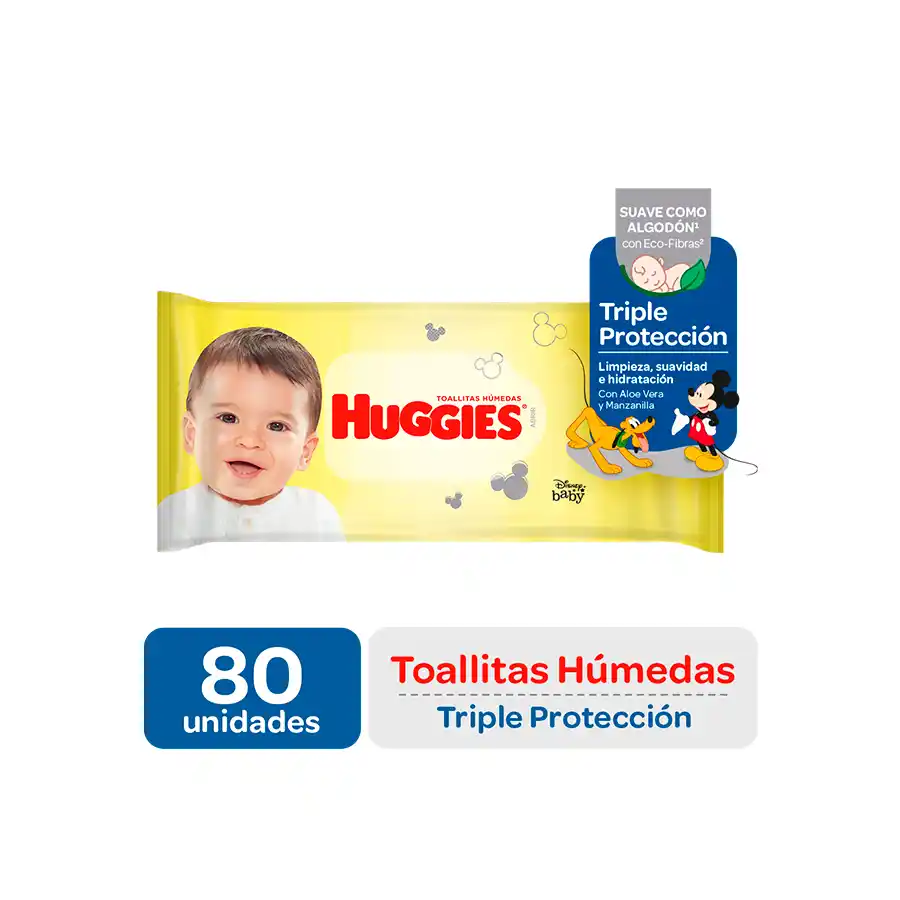 SUAVE COMO
ALGODÓN¹
con Eco-Fibras²
Triple
Protección
Limpieza, suavidad
e hidratación
Con Aloe Vera
y Manzanilla
TOALLITAS HÚMEDAS
HUGGIES®
ABRIR
Disney
baby
80
unidades
Toallitas Húmedas
Triple Protección